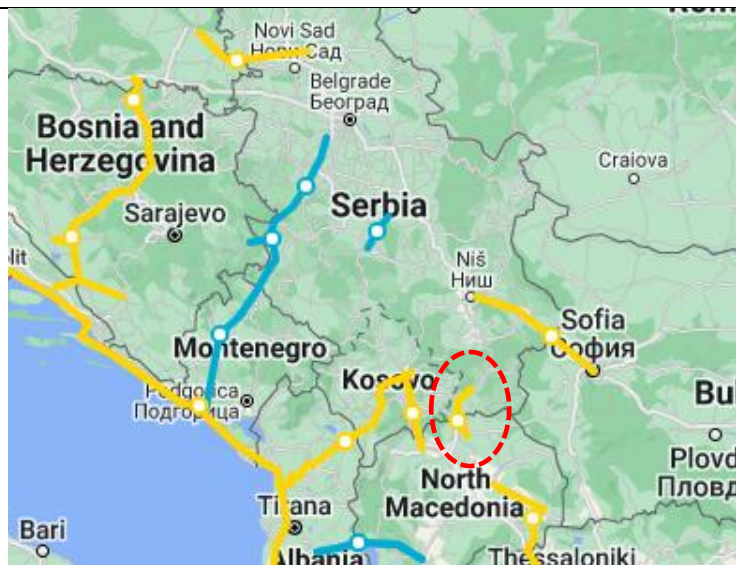 Novi Sad
Нови Сад
Belgrade
Београд
Bosnia and
Herzegovina
Craiova
Sarajevo
Serbia
lit
Niš
Ниш
Sofia
София
Montenegro
Kosovo
Podgorica
Подгорица
Bul
Plovd
Пловд
North
Macedonia
Tirana
Bari
Albania
Thessaloniki